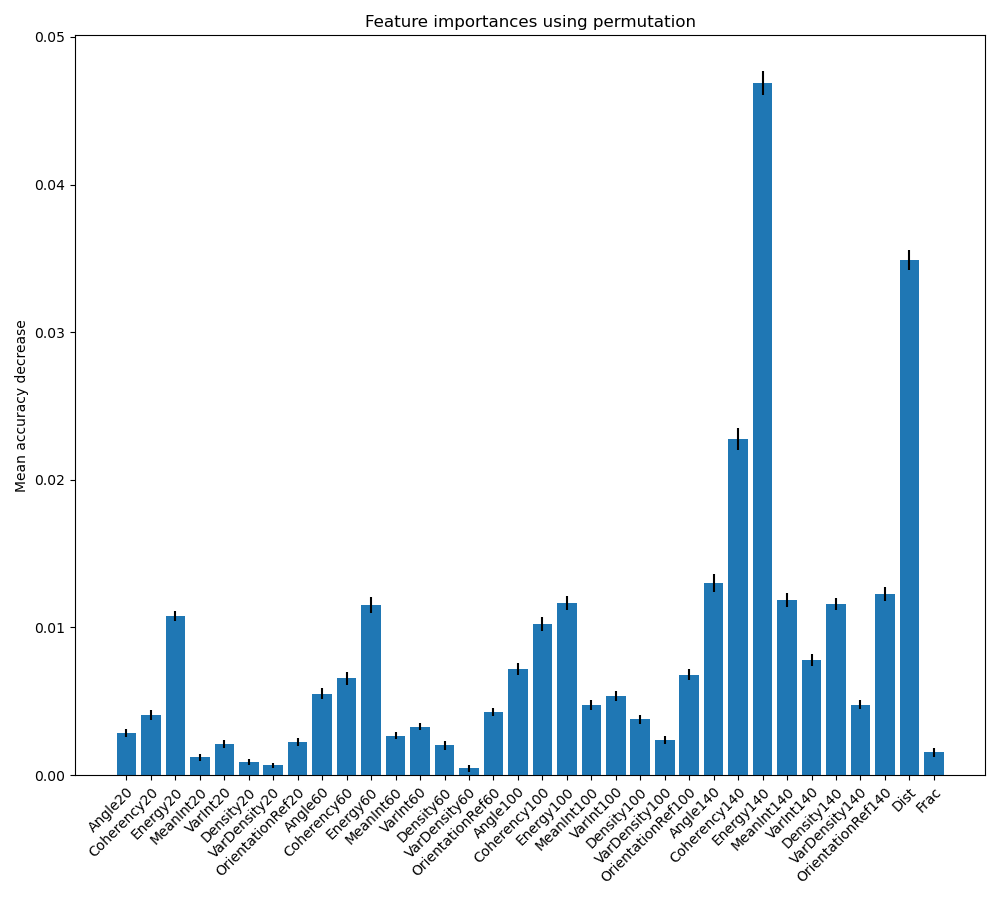 Feature importances using permutation
Mean accuracy decrease
0.05
0.04
0.03
0.02
0.01
0.00
Angle20
Coherency20
Energy20
MeanInt20
VarInt20
Density20
VarDensity20
OrientationRef20
Angle60
Coherency60
Energy60
MeanInt60
VarInt60
Density60
VarDensity60
OrientationRef60
Angle100
Coherency100
Energy100
MeanInt100
VarInt100
Density100
VarDensity100
OrientationRef100
Angle140
Coherency140
Energy140
MeanInt140
VarInt140
Density140
VarDensity140
OrientationRef140
Dist
Frac